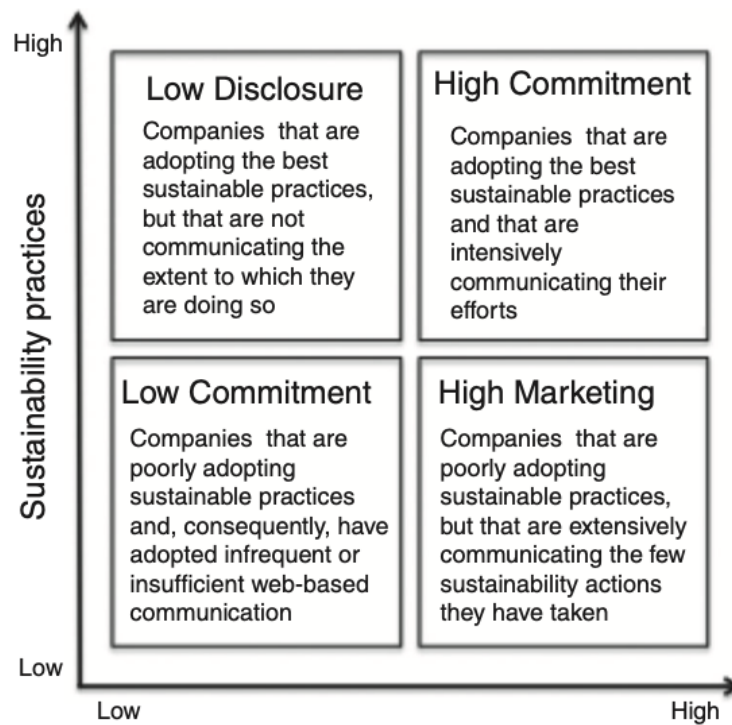 High
Low Disclosure
Companies that are
adopting the best
sustainable practices,
but that are not
communicating the
extent to which they
are doing so
High Commitment
Companies that are
adopting the best
sustainable practices
and that are
intensively
communicating their
efforts
Sustainability practices
Low Commitment
Companies that are
poorly adopting
sustainable practices
and, consequently, have
adopted infrequent or
insufficient web-based
communication
High Marketing
Companies that are
poorly adopting
sustainable practices,
but that are extensively
communicating the few
sustainability actions
they have taken
Low
Low
High